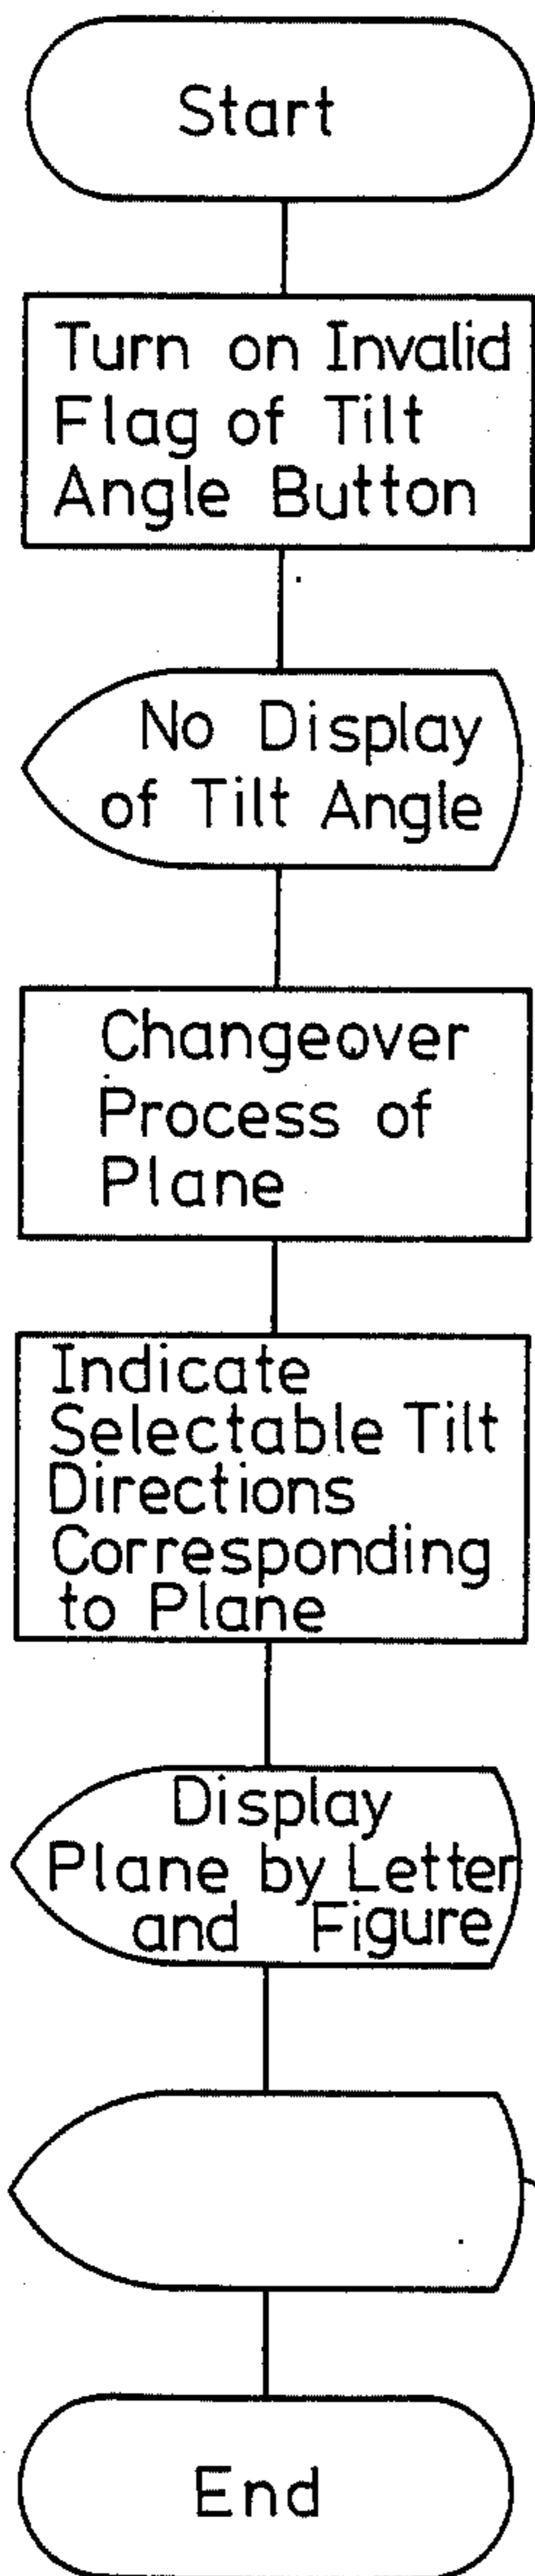 Start
Turn on Invalid
Flag of Tilt
Angle Button
No Display
of Tilt Angle
Changeover
Process of
Plane
Indicate
Selectable Tilt
Directions
Corresponding
to Plane
Display
Plane by Letter
and Figure
End